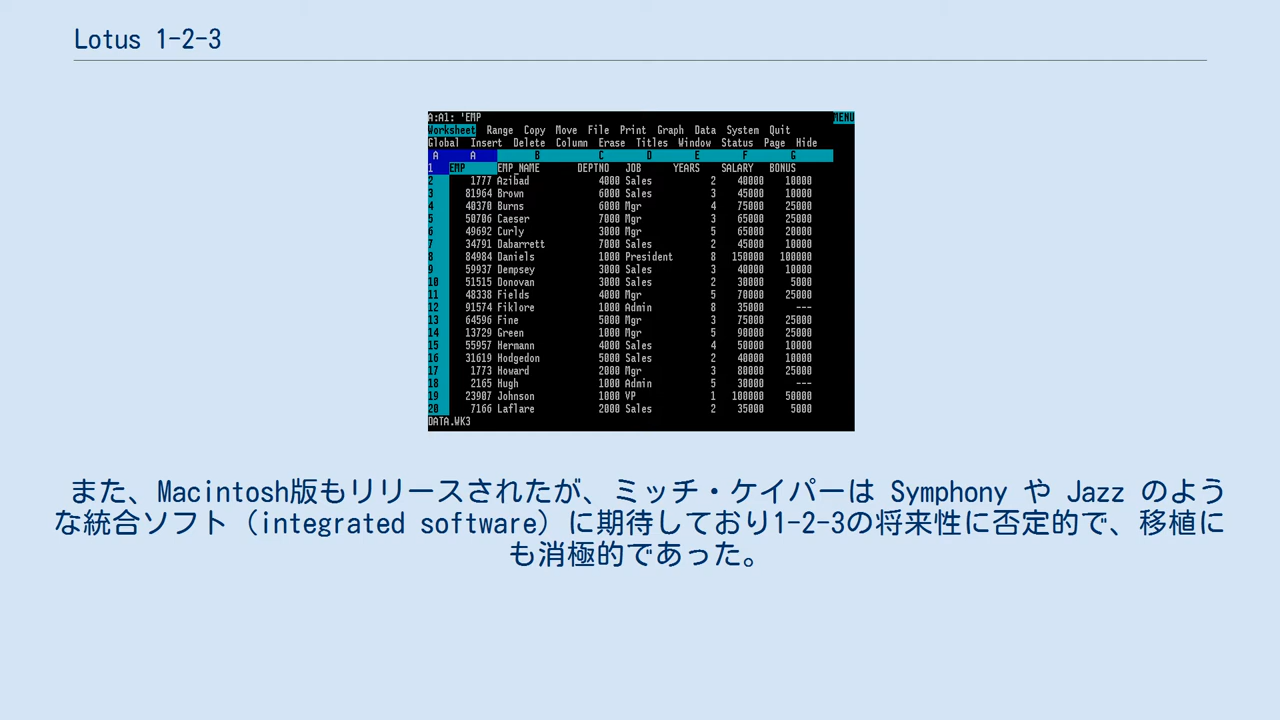 Lotus 1-2-3
A:A1: 'EMP MENU
Worksheet Range Copy Move File Print Graph Data System Quit
Global Insert Delete Column Erase Titles Window Status Page Hide
A A B C D E F G
1 EMP EMP_NAME DEPTNO JOB YEARS SALARY BONUS
2 1777 Azibad 4000 Sales 2 40000 10000
3 81964 Brown 6000 Sales 3 45000 10000
4 40370 Burns 6000 Mgr 4 75000 25000
5 50706 Caeser 7000 Mgr 3 65000 25000
6 49692 Curly 3000 Mgr 5 65000 20000
7 34791 Dabarrett 7000 Sales 2 45000 10000
8 84984 Daniels 1000 President 8 150000 100000
9 59937 Dempsey 3000 Sales 3 40000 10000
10 51515 Donovan 3000 Sales 2 30000 5000
11 48338 Fields 4000 Mgr 5 70000 25000
12 91574 Fiklore 1000 Admin 8 35000 ---
13 64596 Fine 5000 Mgr 3 75000 25000
14 13729 Green 1000 Mgr 5 90000 25000
15 55957 Hermann 4000 Sales 4 50000 10000
16 31619 Hodgedon 5000 Sales 2 40000 10000
17 1773 Howard 2000 Mgr 3 80000 25000
18 2165 Hugh 1000 Admin 5 30000 ---
19 23907 Johnson 1000 VP 1 100000 50000
20 7166 Laflare 2000 Sales 2 35000 5000
DATA.WK3
また、Macintosh版もリリースされたが、ミッチ・ケイパーは Symphony や Jazz のよう
な統合ソフト（integrated software）に期待しており1-2-3の将来性に否定的で、移植に
も消極的であった。